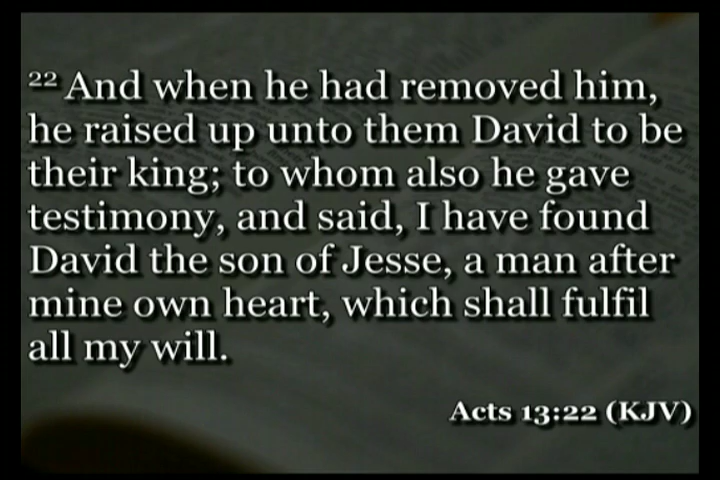 22 And when he had removed him,
he raised up unto them David to be
their king; to whom also he gave
testimony, and said, I have found
David the son of Jesse, a man after
mine own heart, which shall fulfil
all my will.
Acts 13:22 (KJV)